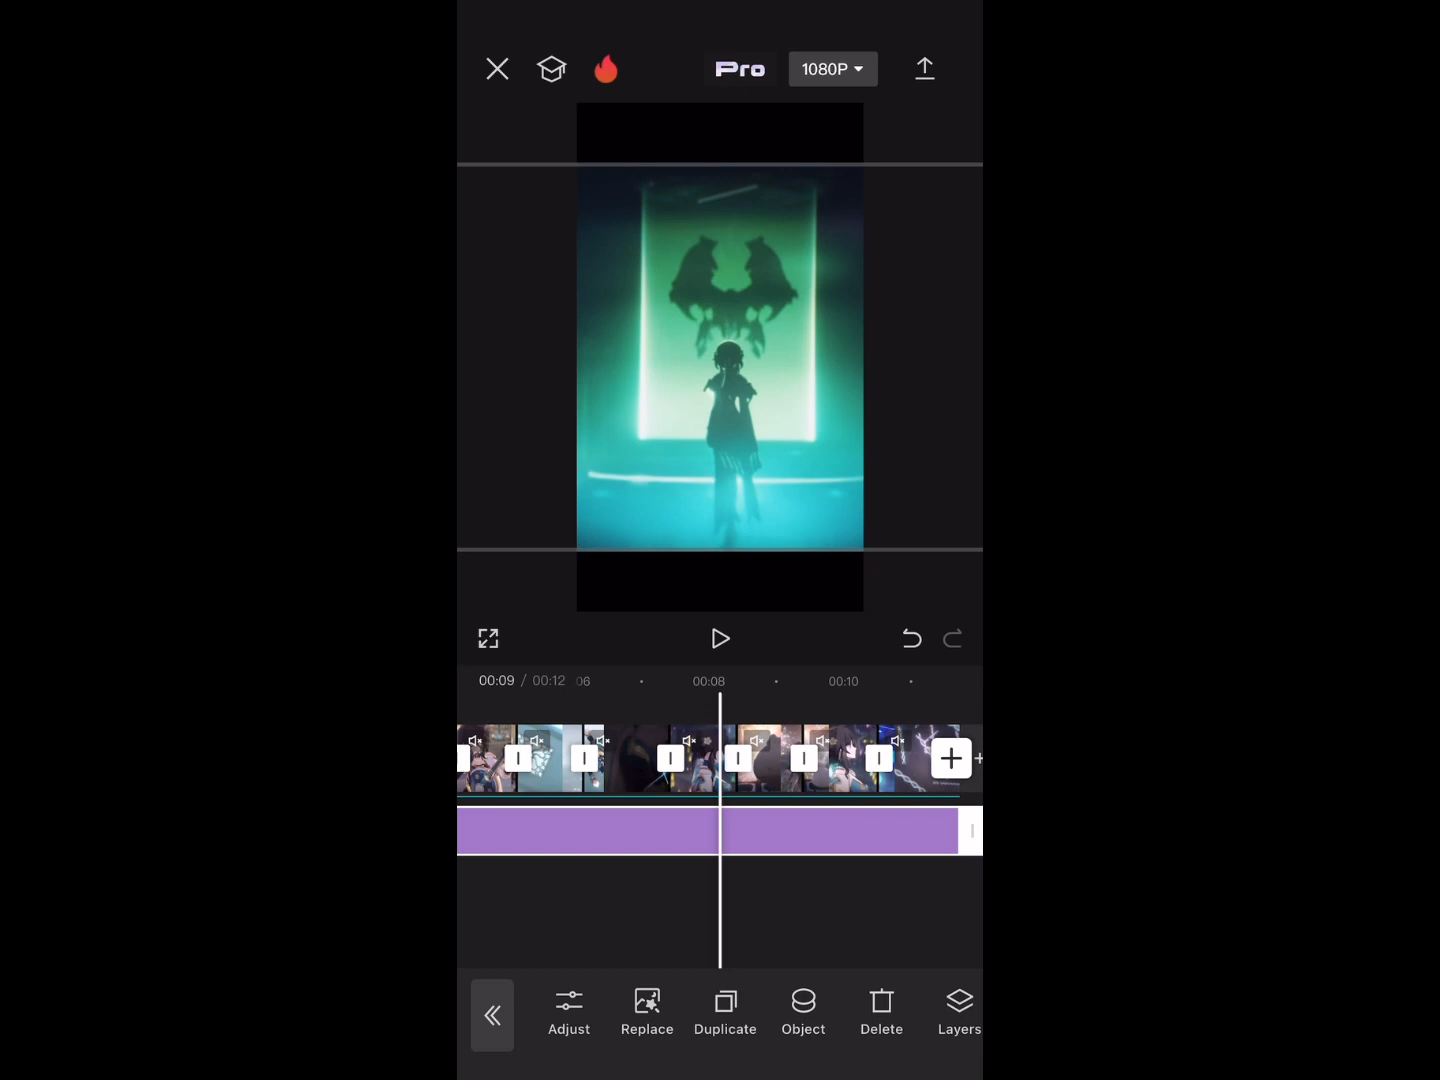 Pro
1080P
00:09 / 00:12
06
00:08
00:10
Adjust
Replace
Duplicate
Object
Delete
Layers